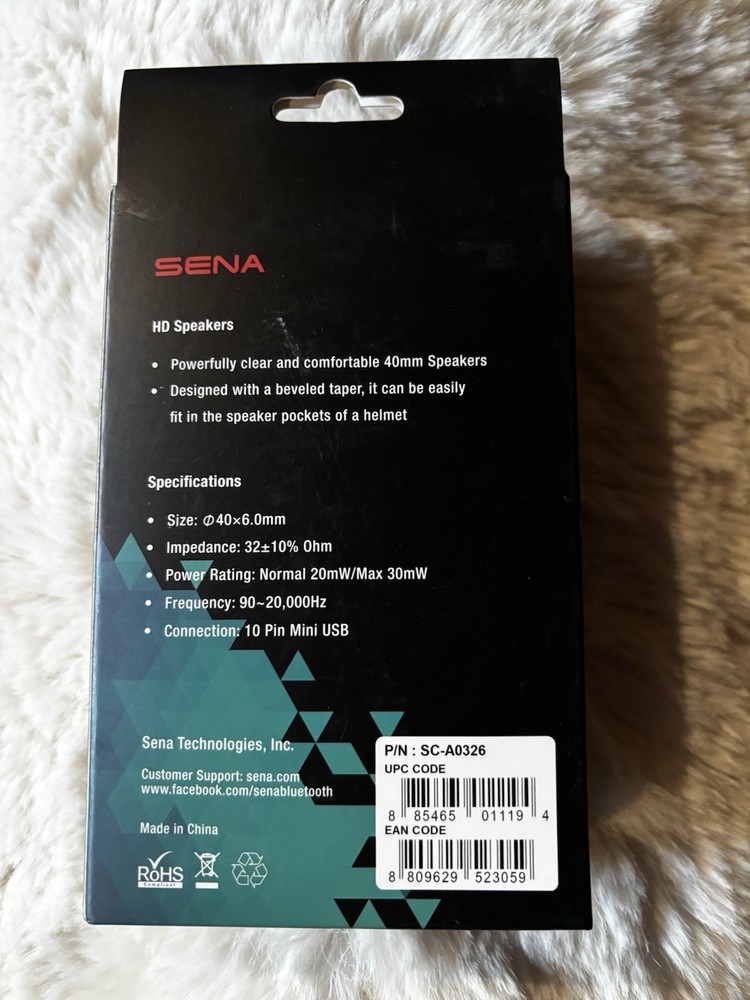 SENA
HD Speakers
• Powerfully clear and comfortable 40mm Speakers
• Designed with a beveled taper, it can be easily
fit in the speaker pockets of a helmet
Specifications
• Size: Φ40×6.0mm
• Impedance: 32±10% Ohm
• Power Rating: Normal 20mW/Max 30mW
• Frequency: 90~20,000Hz
• Connection: 10 Pin Mini USB
Sena Technologies, Inc.
Customer Support: sena.com
www.facebook.com/senabluetooth
Made in China
RoHS
Compliant
P/N : SC-A0326
UPC CODE
8 85465 01119 4
EAN CODE
8 809629 523059